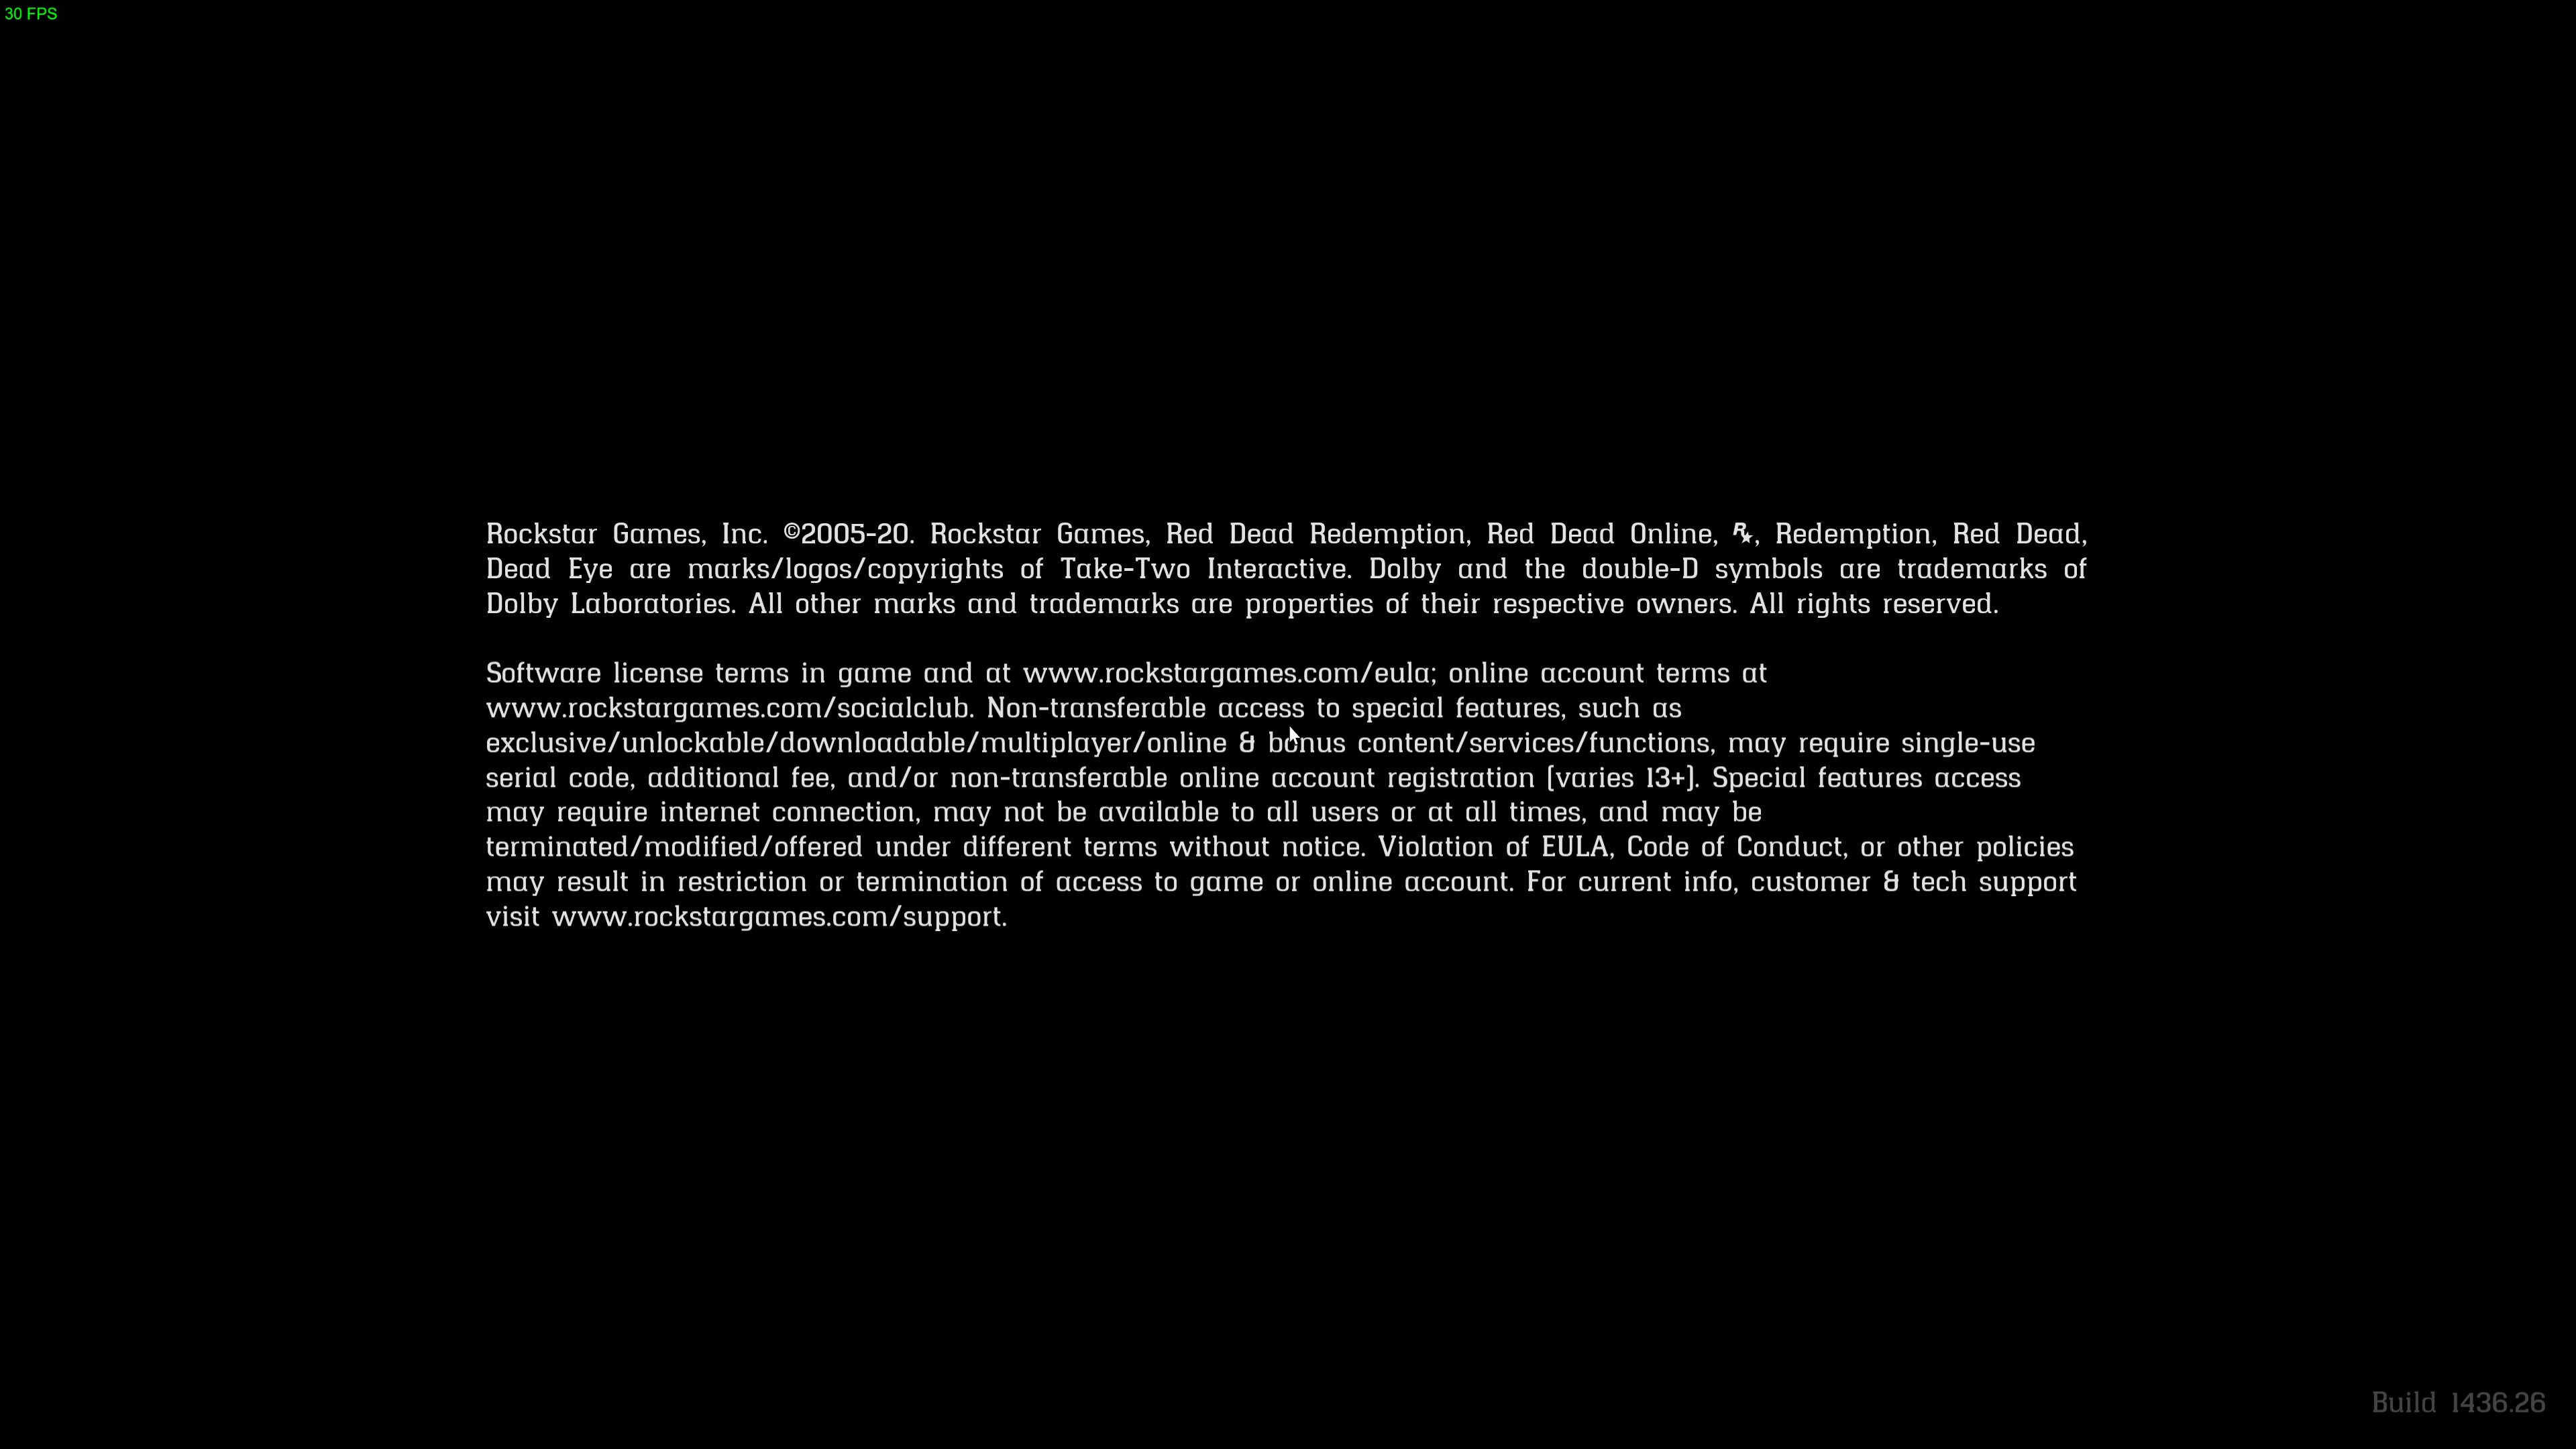 30 FPS
Rockstar Games, Inc. ©2005-20. Rockstar Games, Red Dead Redemption, Red Dead Online, R★, Redemption, Red Dead,
Dead Eye are marks/logos/copyrights of Take-Two Interactive. Dolby and the double-D symbols are trademarks of
Dolby Laboratories. All other marks and trademarks are properties of their respective owners. All rights reserved.
Software license terms in game and at www.rockstargames.com/eula; online account terms at
www.rockstargames.com/socialclub. Non-transferable access to special features, such as
exclusive/unlockable/downloadable/multiplayer/online & bonus content/services/functions, may require single-use
serial code, additional fee, and/or non-transferable online account registration (varies 13+). Special features access
may require internet connection, may not be available to all users or at all times, and may be
terminated/modified/offered under different terms without notice. Violation of EULA, Code of Conduct, or other policies
may result in restriction or termination of access to game or online account. For current info, customer & tech support
visit www.rockstargames.com/support.
Build 1436.26